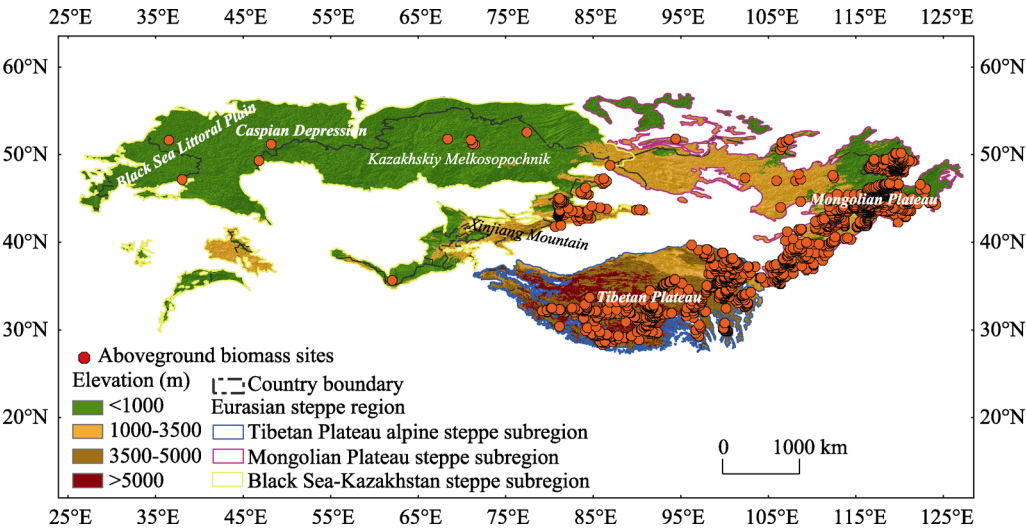 25°E 35°E 45°E 55°E 65°E 75°E 85°E 95°E 105°E 115°E 125°E
60°N 60°N
Black Sea Littoral Plain
Caspian Depression
Kazakhskiy Melkosopochnik
50°N 50°N
Mongolian Plateau
Xinjiang Mountain
40°N 40°N
Tibetan Plateau
30°N 30°N
Aboveground biomass sites
Elevation (m)
Country boundary
<1000
Eurasian steppe region
20°N 20°N
1000-3500
Tibetan Plateau alpine steppe subregion
0 1000 km
3500-5000
Mongolian Plateau steppe subregion
>5000
Black Sea-Kazakhstan steppe subregion
25°E 35°E 45°E 55°E 65°E 75°E 85°E 95°E 105°E 115°E 125°E